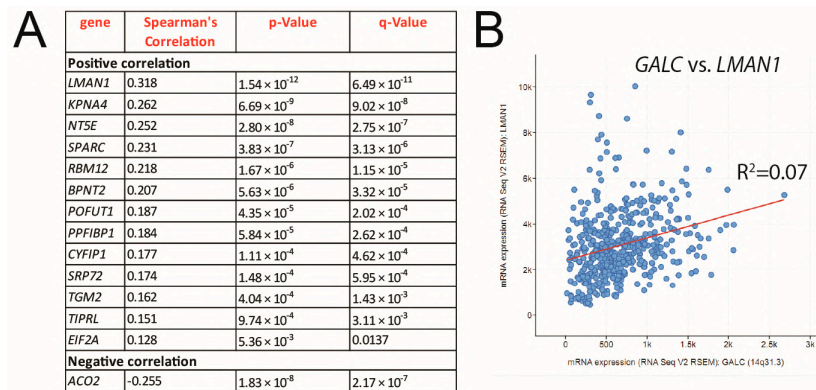 A
gene Spearman's Correlation p-Value q-Value
Positive correlation
LMAN1 0.318 1.54 × 10-12 6.49 × 10-11
KPNA4 0.262 6.69 × 10-9 9.02 × 10-8
NT5E 0.252 2.80 × 10-8 2.75 × 10-7
SPARC 0.231 3.83 × 10-7 3.13 × 10-6
RBM12 0.218 1.67 × 10-6 1.15 × 10-5
BPNT2 0.207 5.63 × 10-6 3.32 × 10-5
POFUT1 0.187 4.35 × 10-5 2.02 × 10-4
PPFIBP1 0.184 5.84 × 10-5 2.62 × 10-4
CYFIP1 0.177 1.11 × 10-4 4.62 × 10-4
SRP72 0.174 1.48 × 10-4 5.95 × 10-4
TGM2 0.162 4.04 × 10-4 1.43 × 10-3
TIPRL 0.151 9.74 × 10-4 3.11 × 10-3
EIF2A 0.128 5.36 × 10-3 0.0137
Negative correlation
ACO2 -0.255 1.83 × 10-8 2.17 × 10-7
B
GALC vs. LMAN1
R2=0.07
mRNA expression (RNA Seq V2 RSEM): LMAN1
10k
8k
6k
4k
2k
0
0 500 1k 1.5k 2k 2.5k
mRNA expression (RNA Seq V2 RSEM): GALC (14q31.3)